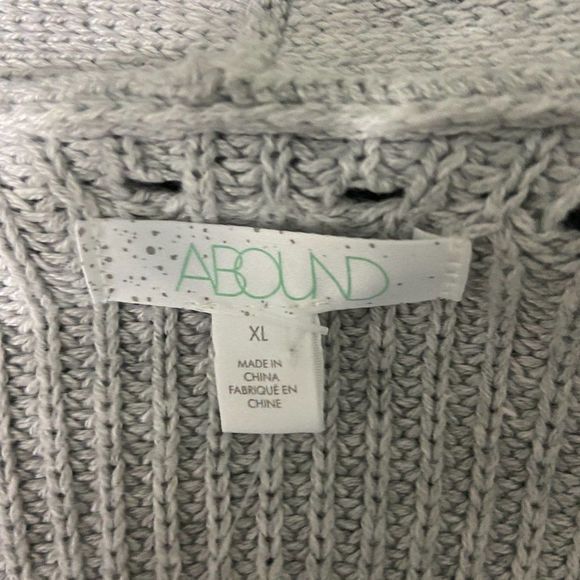 ABOUND
XL
MADE IN
CHINA
FABRIQUÉ EN
CHINE